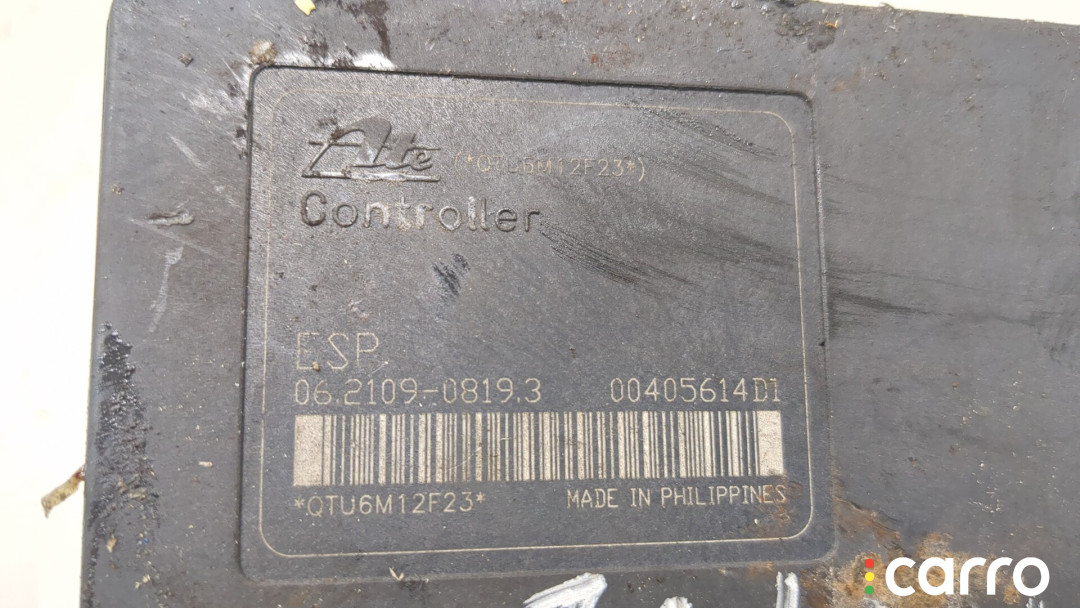 Ate (*QTU6M12F23*)
Controller
ESP
06.2109-0819.3 00405614D1
*QTU6M12F23* MADE IN PHILIPPINES
carro